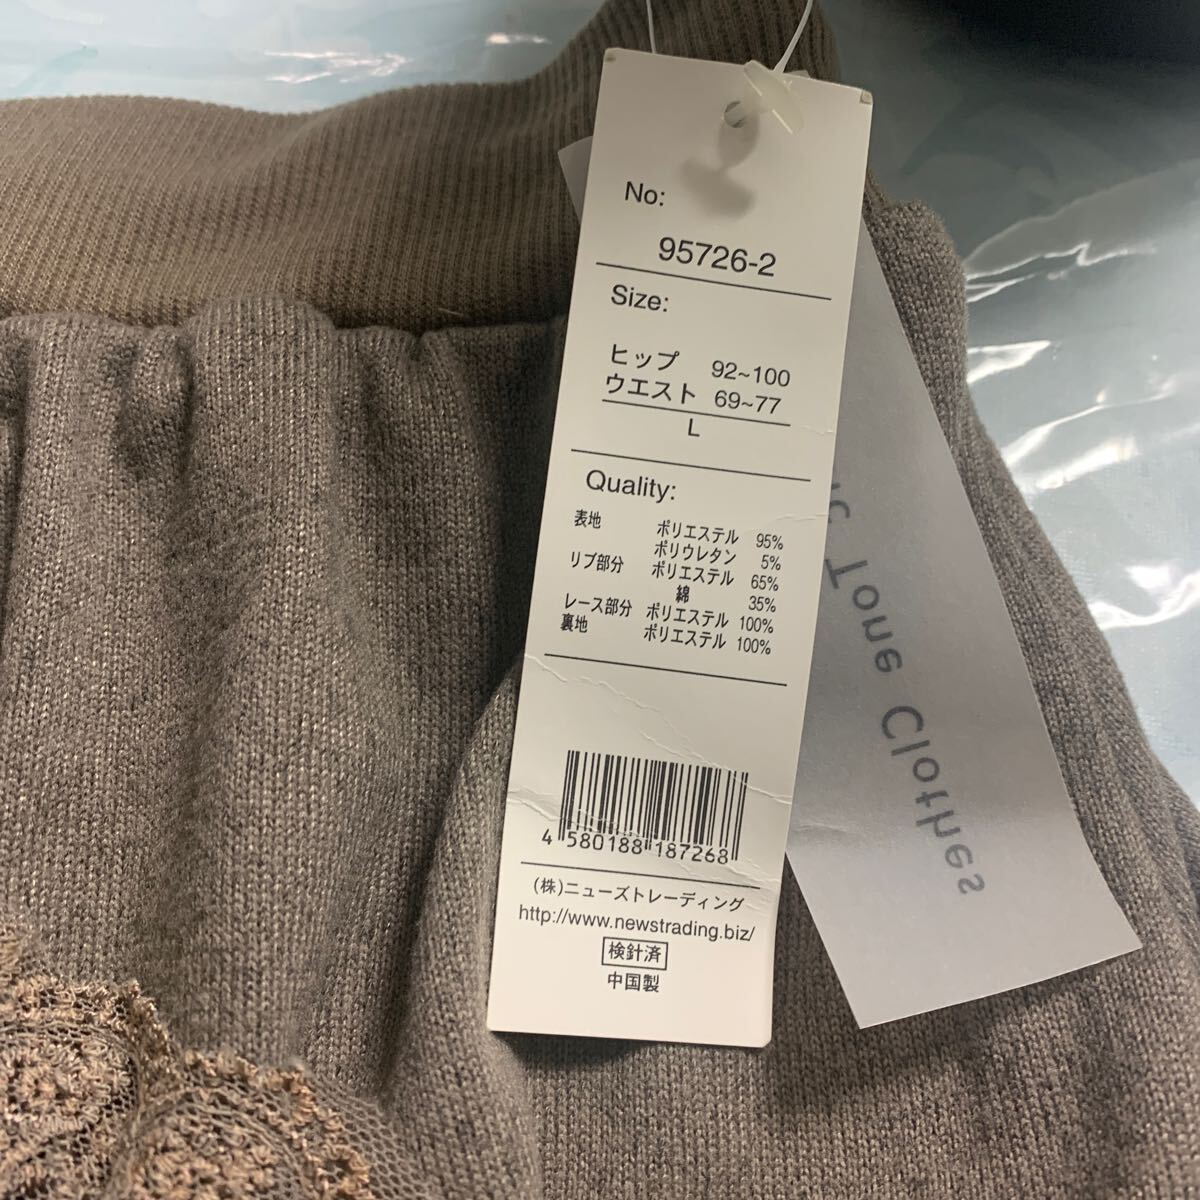 No:
95726-2
Size:
ヒップ 92~100
ウエスト 69~77
L
Quality:
表地 ポリエステル 95%
ポリウレタン 5%
リブ部分 ポリエステル 65%
綿 35%
レース部分 ポリエステル 100%
裏地 ポリエステル 100%
4 580188 187268
(株)ニューズトレーディング
http://www.newstrading.biz/
検針済
中国製
Tone Clothes